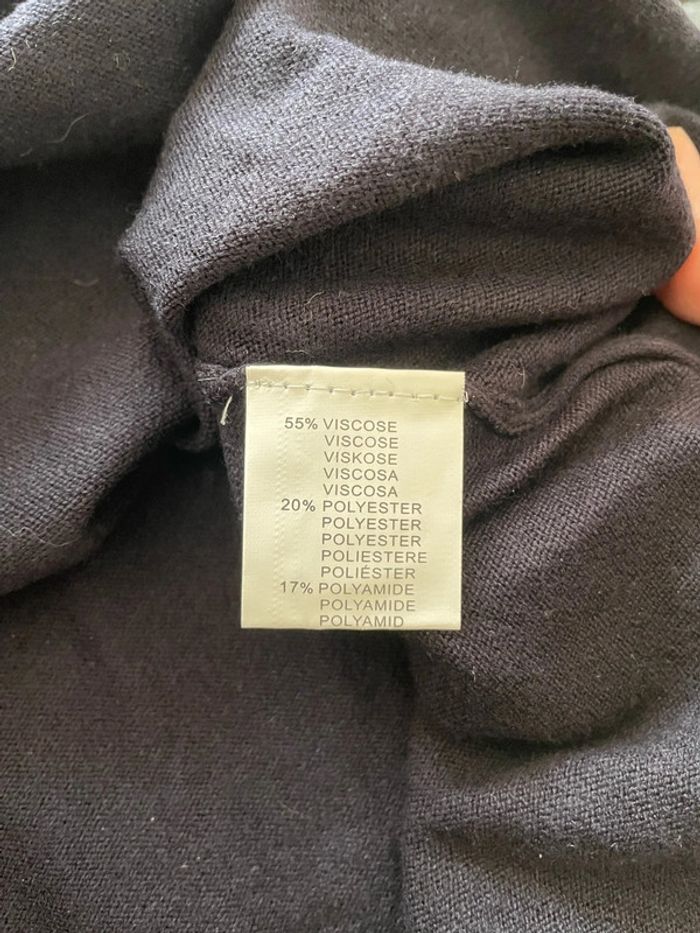 55% VISCOSE
VISCOSE
VISKOSE
VISCOSA
VISCOSA
20% POLYESTER
POLYESTER
POLYESTER
POLIESTERE
POLIÉSTER
17% POLYAMIDE
POLYAMIDE
POLYAMID